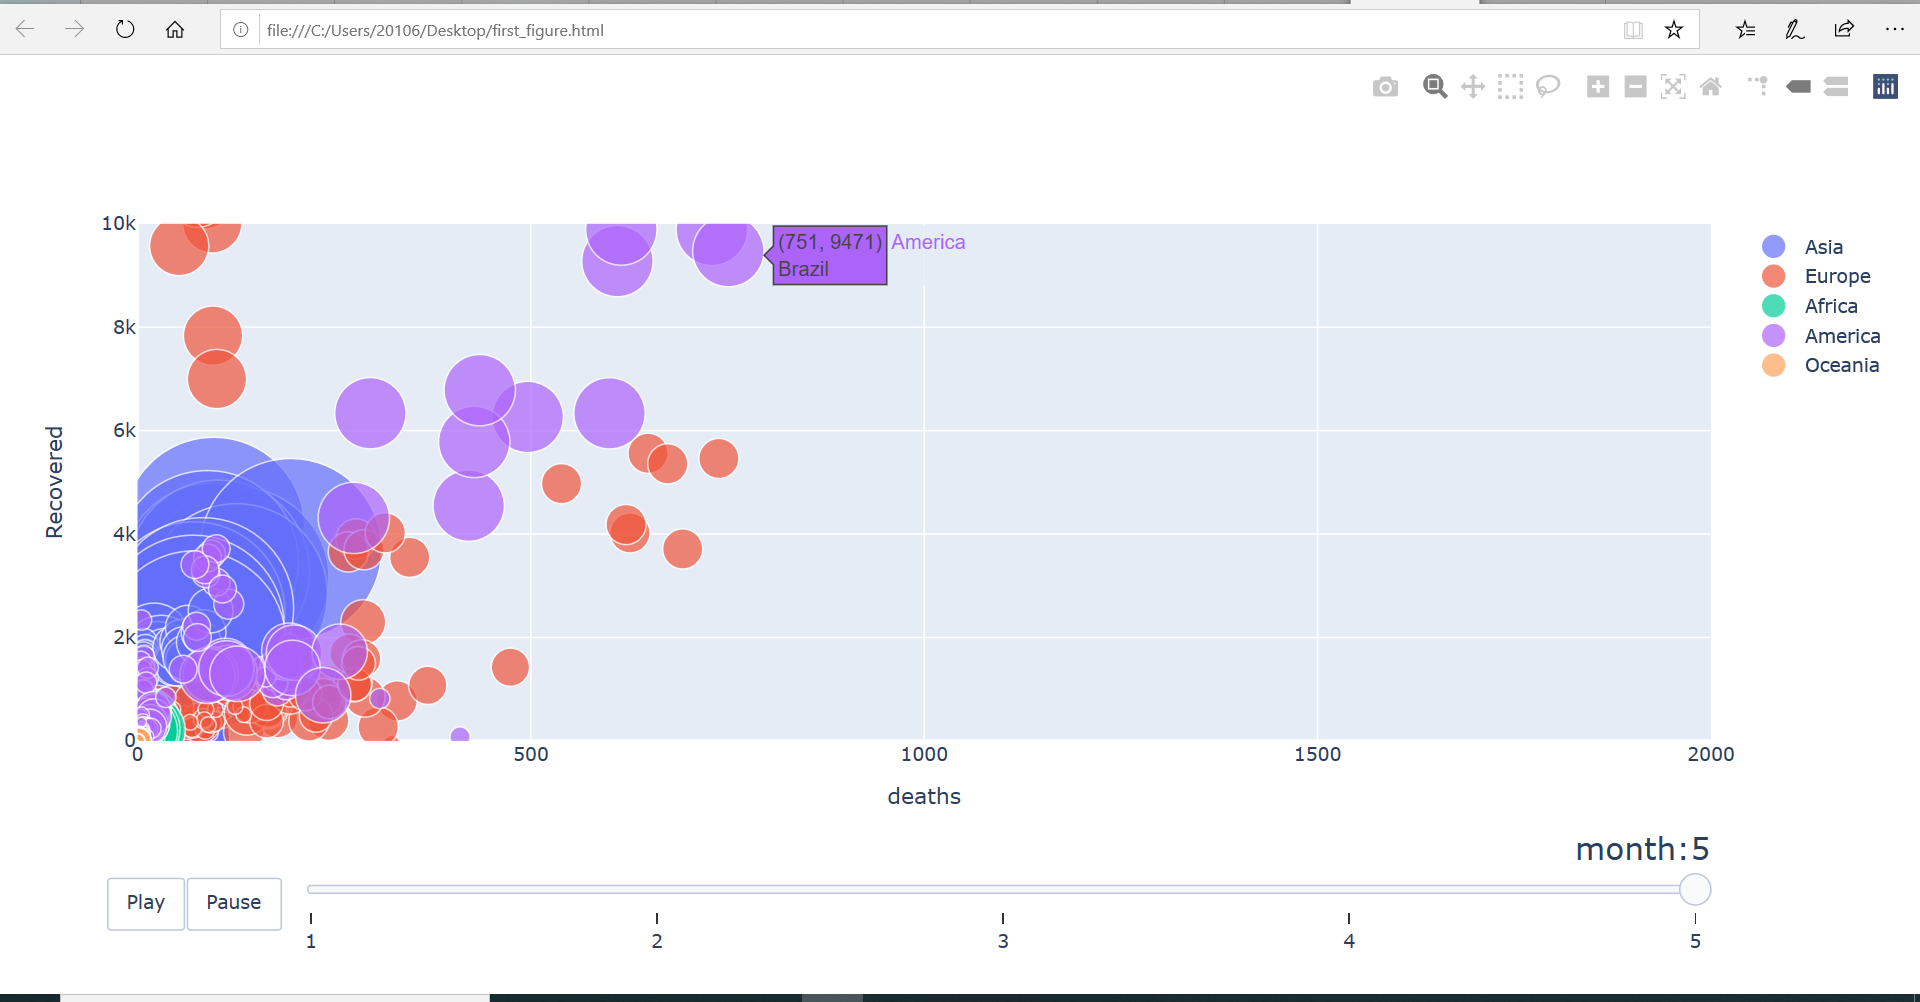 file:///C:/Users/20106/Desktop/first_figure.html
10k
8k
6k
4k
2k
0
Recovered
(751, 9471) America
Brazil
Asia
Europe
Africa
America
Oceania
0 500 1000 1500 2000
deaths
month:5
Play Pause
1 2 3 4 5